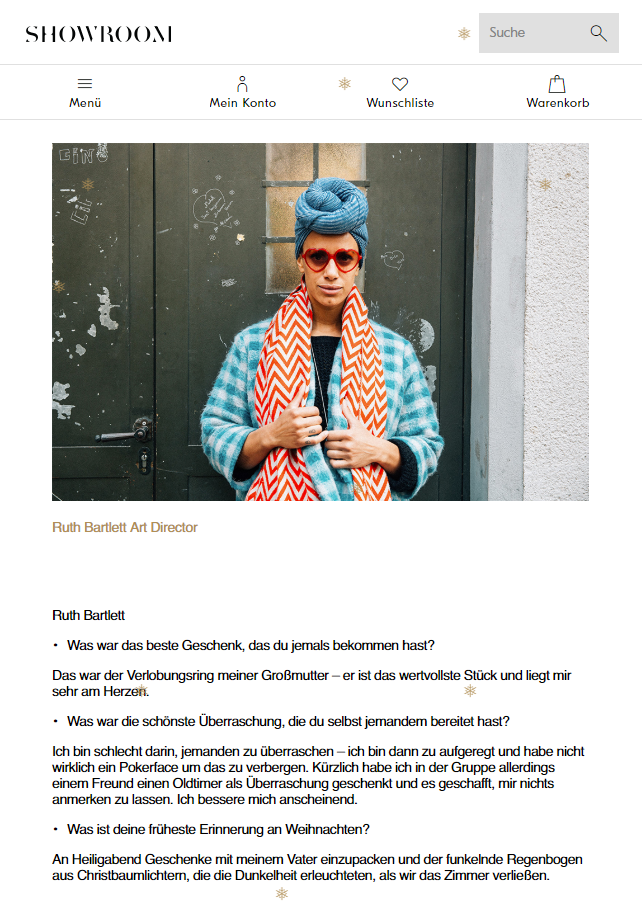 SHOWROOM
Suche
Menü
Mein Konto
Wunschliste
Warenkorb
Ruth Bartlett Art Director
Ruth Bartlett
• Was war das beste Geschenk, das du jemals bekommen hast?
Das war der Verlobungsring meiner Großmutter – er ist das wertvollste Stück und liegt mir
sehr am Herzen.
• Was war die schönste Überraschung, die du selbst jemandem bereitet hast?
Ich bin schlecht darin, jemanden zu überraschen – ich bin dann zu aufgeregt und habe nicht
wirklich ein Pokerface um das zu verbergen. Kürzlich habe ich in der Gruppe allerdings
einem Freund einen Oldtimer als Überraschung geschenkt und es geschafft, mir nichts
anmerken zu lassen. Ich bessere mich anscheinend.
• Was ist deine früheste Erinnerung an Weihnachten?
An Heiligabend Geschenke mit meinem Vater einzupacken und der funkelnde Regenbogen
aus Christbaumlichtern, die die Dunkelheit erleuchteten, als wir das Zimmer verließen.